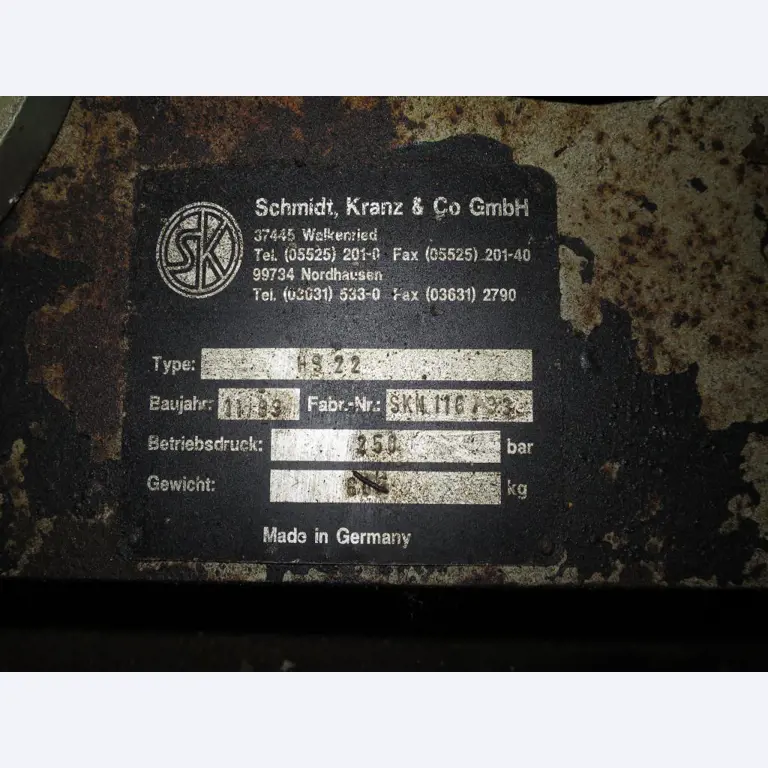 SK
Schmidt, Kranz & Co GmbH
37445 Walkenried
Tel. (05525) 201-0 Fax (05525) 201-40
99734 Nordhausen
Tel. (03631) 533-0 Fax (03631) 2790
Type: HS 22
Baujahr: Fabr.-Nr.:
Betriebsdruck: 250 bar
Gewicht: kg
Made in Germany